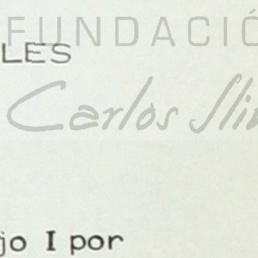 FUNDACIÓ
LES
Carlos Slim
jo I por